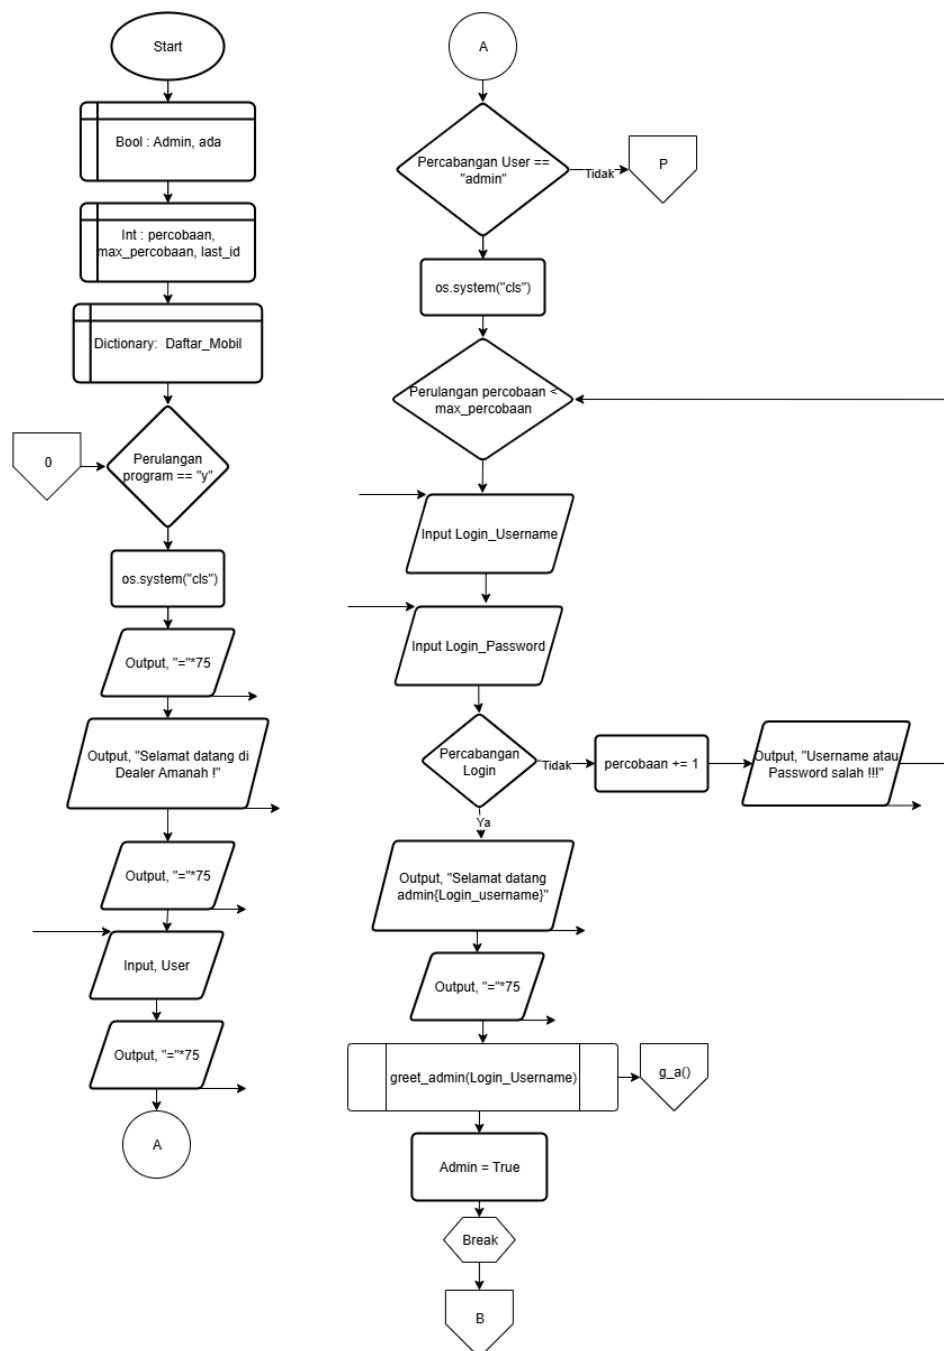 Start
Bool : Admin, ada
Int : percobaan,
max_percobaan, last_id
Dictionary:  Daftar_Mobil
0
Perulangan
program == "y"
os.system("cls")
Output, "="*75
Output, "Selamat datang di
Dealer Amanah !"
Output, "="*75
Input, User
Output, "="*75
A
A
Percabangan User ==
"admin"
Tidak
P
os.system("cls")
Perulangan percobaan <
max_percobaan
Input Login_Username
Input Login_Password
Percabangan
Login
Tidak
percobaan += 1
Output, "Username atau
Password salah !!!"
Ya
Output, "Selamat datang
admin{Login_username}"
Output, "="*75
greet_admin(Login_Username)
g_a()
Admin = True
Break
B